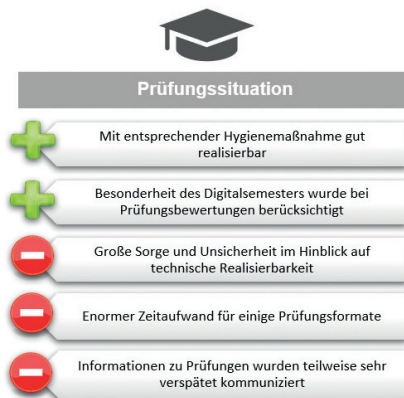 Prüfungssituation
Mit entsprechender Hygienemaßnahme gut
realisierbar
Besonderheit des Digitalsemesters wurde bei
Prüfungsbewertungen berücksichtigt
Große Sorge und Unsicherheit im Hinblick auf
technische Realisierbarkeit
Enormer Zeitaufwand für einige Prüfungsformate
Informationen zu Prüfungen wurden teilweise sehr
verspätet kommuniziert